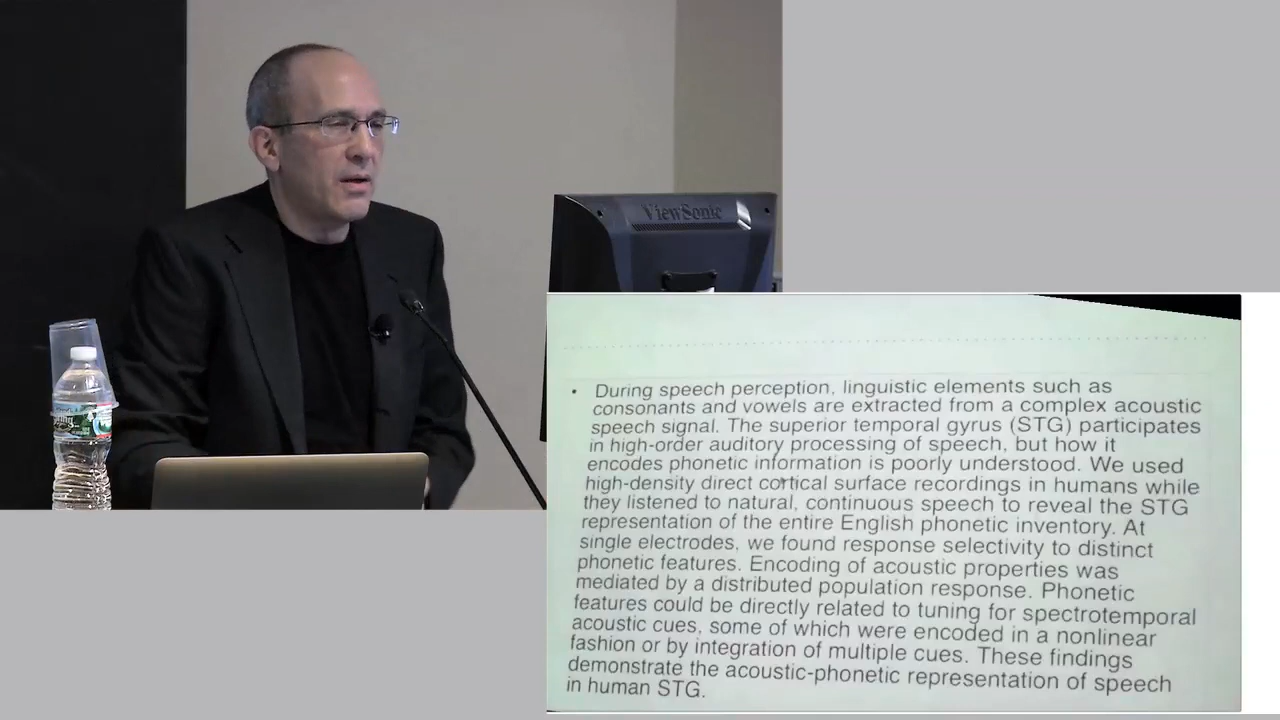 ViewSonic
• During speech perception, linguistic elements such as
consonants and vowels are extracted from a complex acoustic
speech signal. The superior temporal gyrus (STG) participates
in high-order auditory processing of speech, but how it
encodes phonetic information is poorly understood. We used
high-density direct cortical surface recordings in humans while
they listened to natural, continuous speech to reveal the STG
representation of the entire English phonetic inventory. At
single electrodes, we found response selectivity to distinct
phonetic features. Encoding of acoustic properties was
mediated by a distributed population response. Phonetic
features could be directly related to tuning for spectrotemporal
acoustic cues, some of which were encoded in a nonlinear
fashion or by integration of multiple cues. These findings
demonstrate the acoustic-phonetic representation of speech
in human STG.